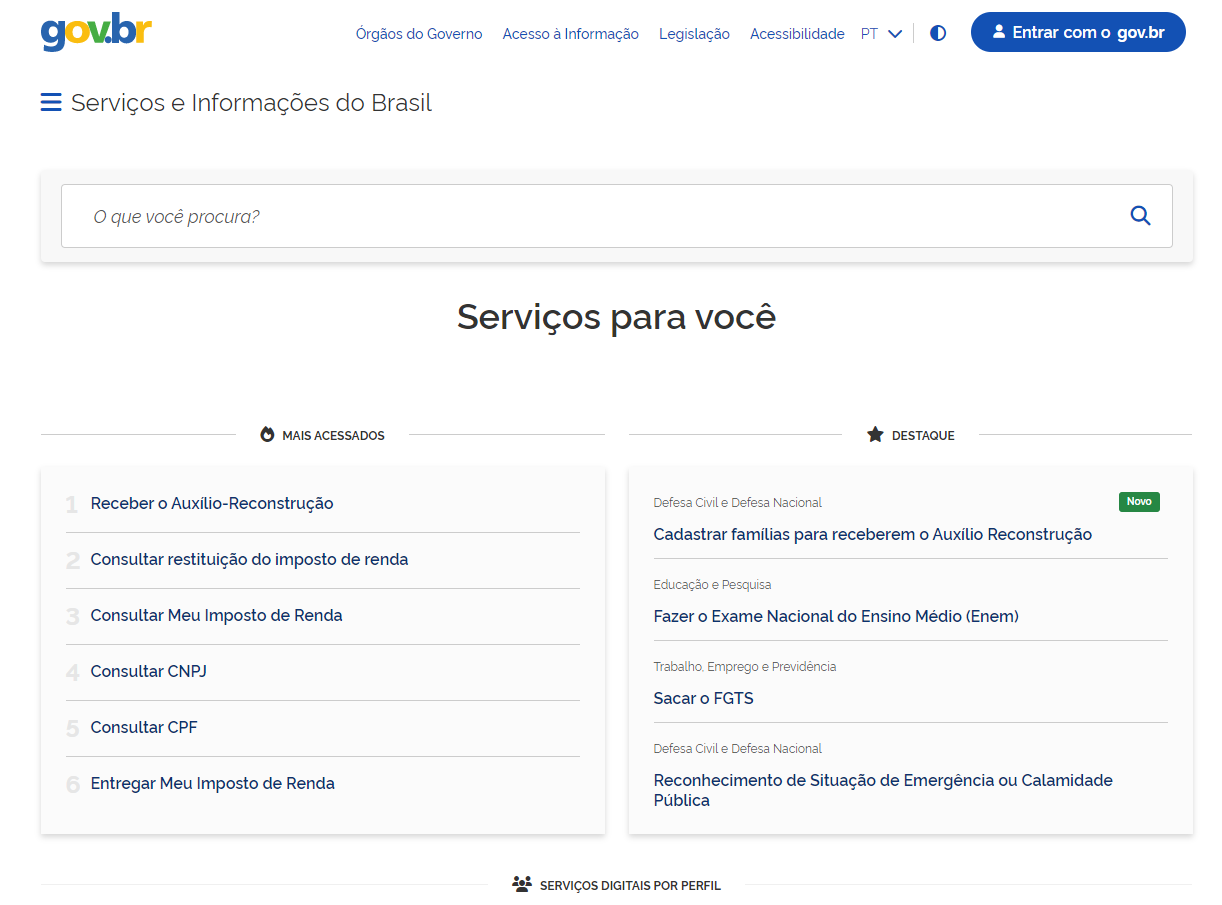 gov.br
Órgãos do Governo Acesso à Informação Legislação Acessibilidade PT
Entrar com o gov.br
Serviços e Informações do Brasil
O que você procura?
Serviços para você
MAIS ACESSADOS
1 Receber o Auxílio-Reconstrução
2 Consultar restituição do imposto de renda
3 Consultar Meu Imposto de Renda
4 Consultar CNPJ
5 Consultar CPF
6 Entregar Meu Imposto de Renda
DESTAQUE
Defesa Civil e Defesa Nacional Novo
Cadastrar famílias para receberem o Auxílio Reconstrução
Educação e Pesquisa
Fazer o Exame Nacional do Ensino Médio (Enem)
Trabalho, Emprego e Previdência
Sacar o FGTS
Defesa Civil e Defesa Nacional
Reconhecimento de Situação de Emergência ou Calamidade
Pública
SERVIÇOS DIGITAIS POR PERFIL